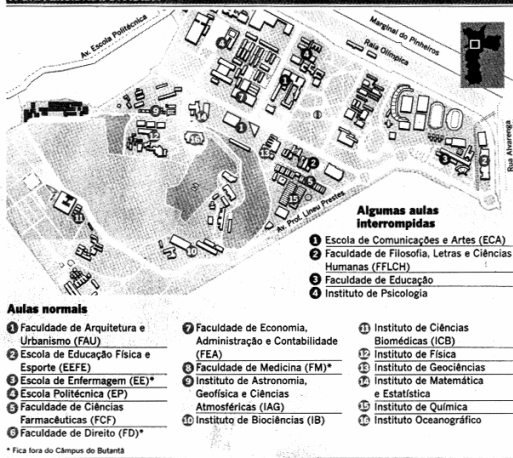 Av. Escola Politécnica
Marginal do Pinheiros
Raia Olímpica
Rua Alvarenga
Av. Prof. Lineu Prestes
Algumas aulas
interrompidas
1 Escola de Comunicações e Artes (ECA)
2 Faculdade de Filosofia, Letras e Ciências
Humanas (FFLCH)
3 Faculdade de Educação
4 Instituto de Psicologia
Aulas normais
1 Faculdade de Arquitetura e
Urbanismo (FAU)
2 Escola de Educação Física e
Esporte (EEFE)
3 Escola de Enfermagem (EE)*
4 Escola Politécnica (EP)
5 Faculdade de Ciências
Farmacêuticas (FCF)
6 Faculdade de Direito (FD)*
7 Faculdade de Economia,
Administração e Contabilidade
(FEA)
8 Faculdade de Medicina (FM)*
9 Instituto de Astronomia,
Geofísica e Ciências
Atmosféricas (IAG)
10 Instituto de Biociências (IB)
11 Instituto de Ciências
Biomédicas (ICB)
12 Instituto de Física
13 Instituto de Geociências
14 Instituto de Matemática
e Estatística
15 Instituto de Química
16 Instituto Oceanográfico
* Fica fora do Câmpus do Butantã